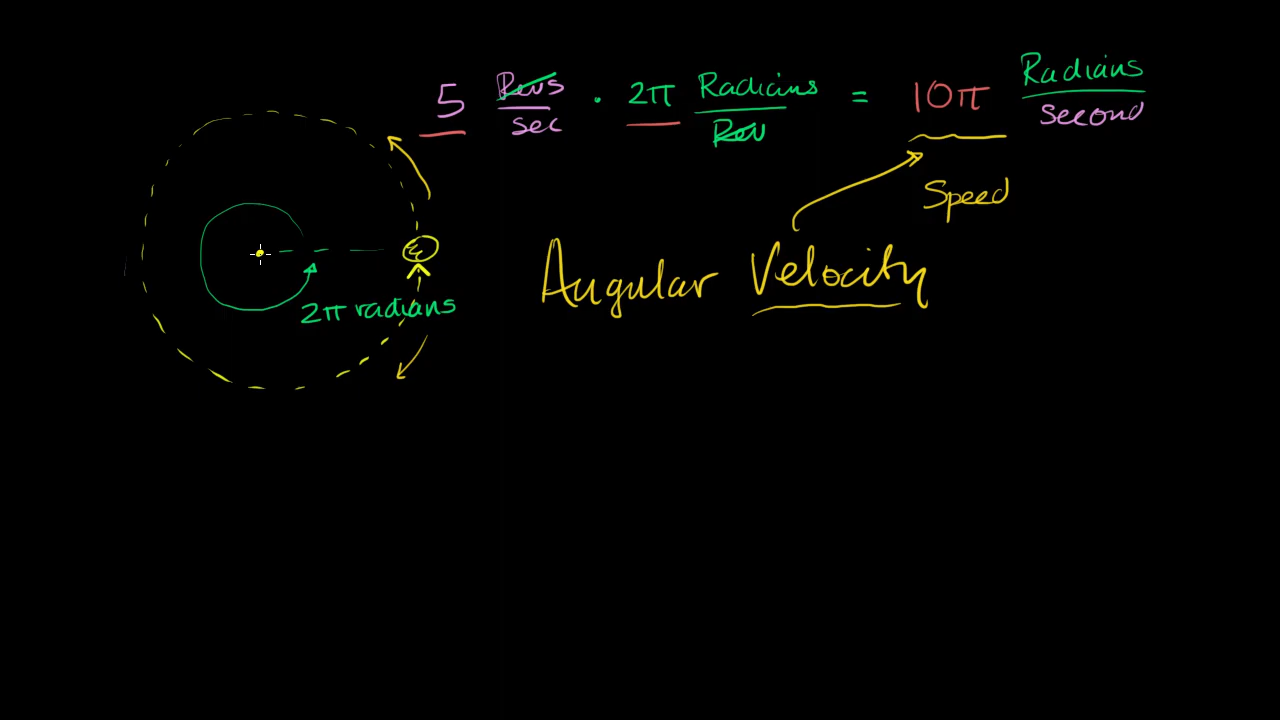 5 Revs/sec · 2π Radians/Rev = 10π Radians/second
Speed
Angular Velocity
2π radians